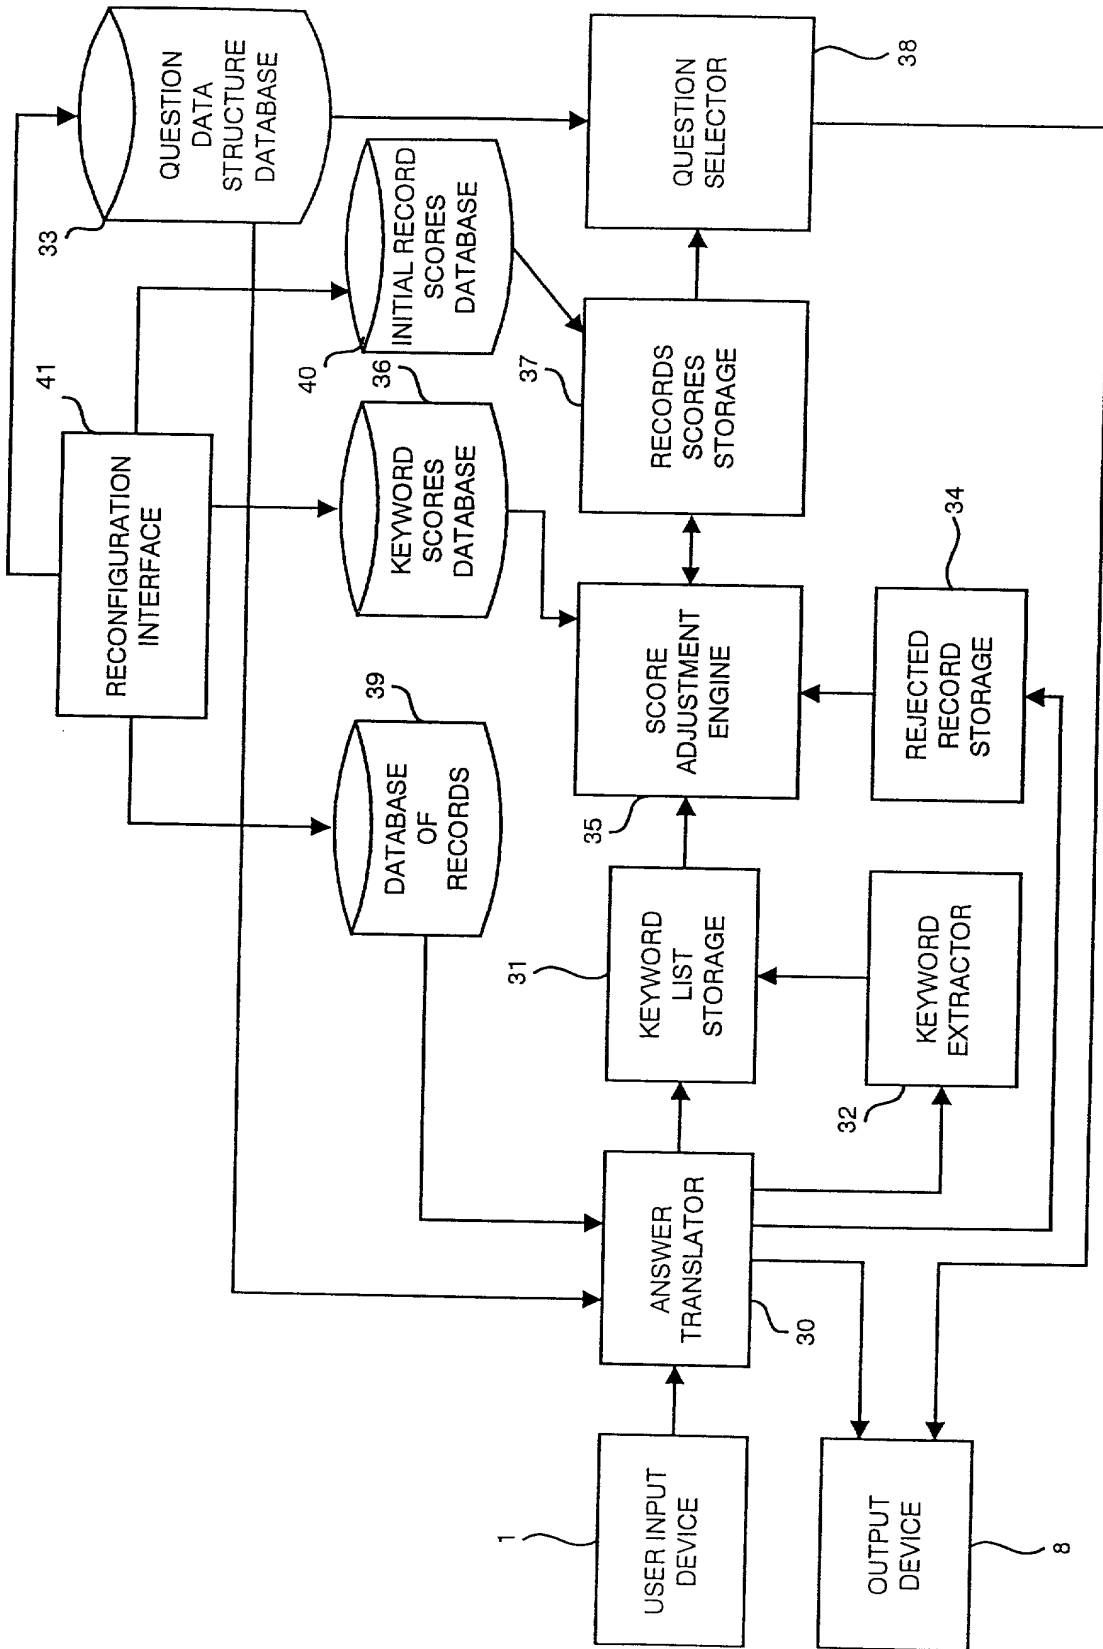 41
RECONFIGURATION
INTERFACE
33
QUESTION
DATA
STRUCTURE
DATABASE
39
DATABASE
OF
RECORDS
36
KEYWORD
SCORES
DATABASE
40
INITIAL RECORD
SCORES
DATABASE
1
USER INPUT
DEVICE
ANSWER
TRANSLATOR
30
31
KEYWORD
LIST
STORAGE
35
SCORE
ADJUSTMENT
ENGINE
37
RECORDS
SCORES
STORAGE
QUESTION
SELECTOR
38
OUTPUT
DEVICE
8
32
KEYWORD
EXTRACTOR
REJECTED
RECORD
STORAGE
34